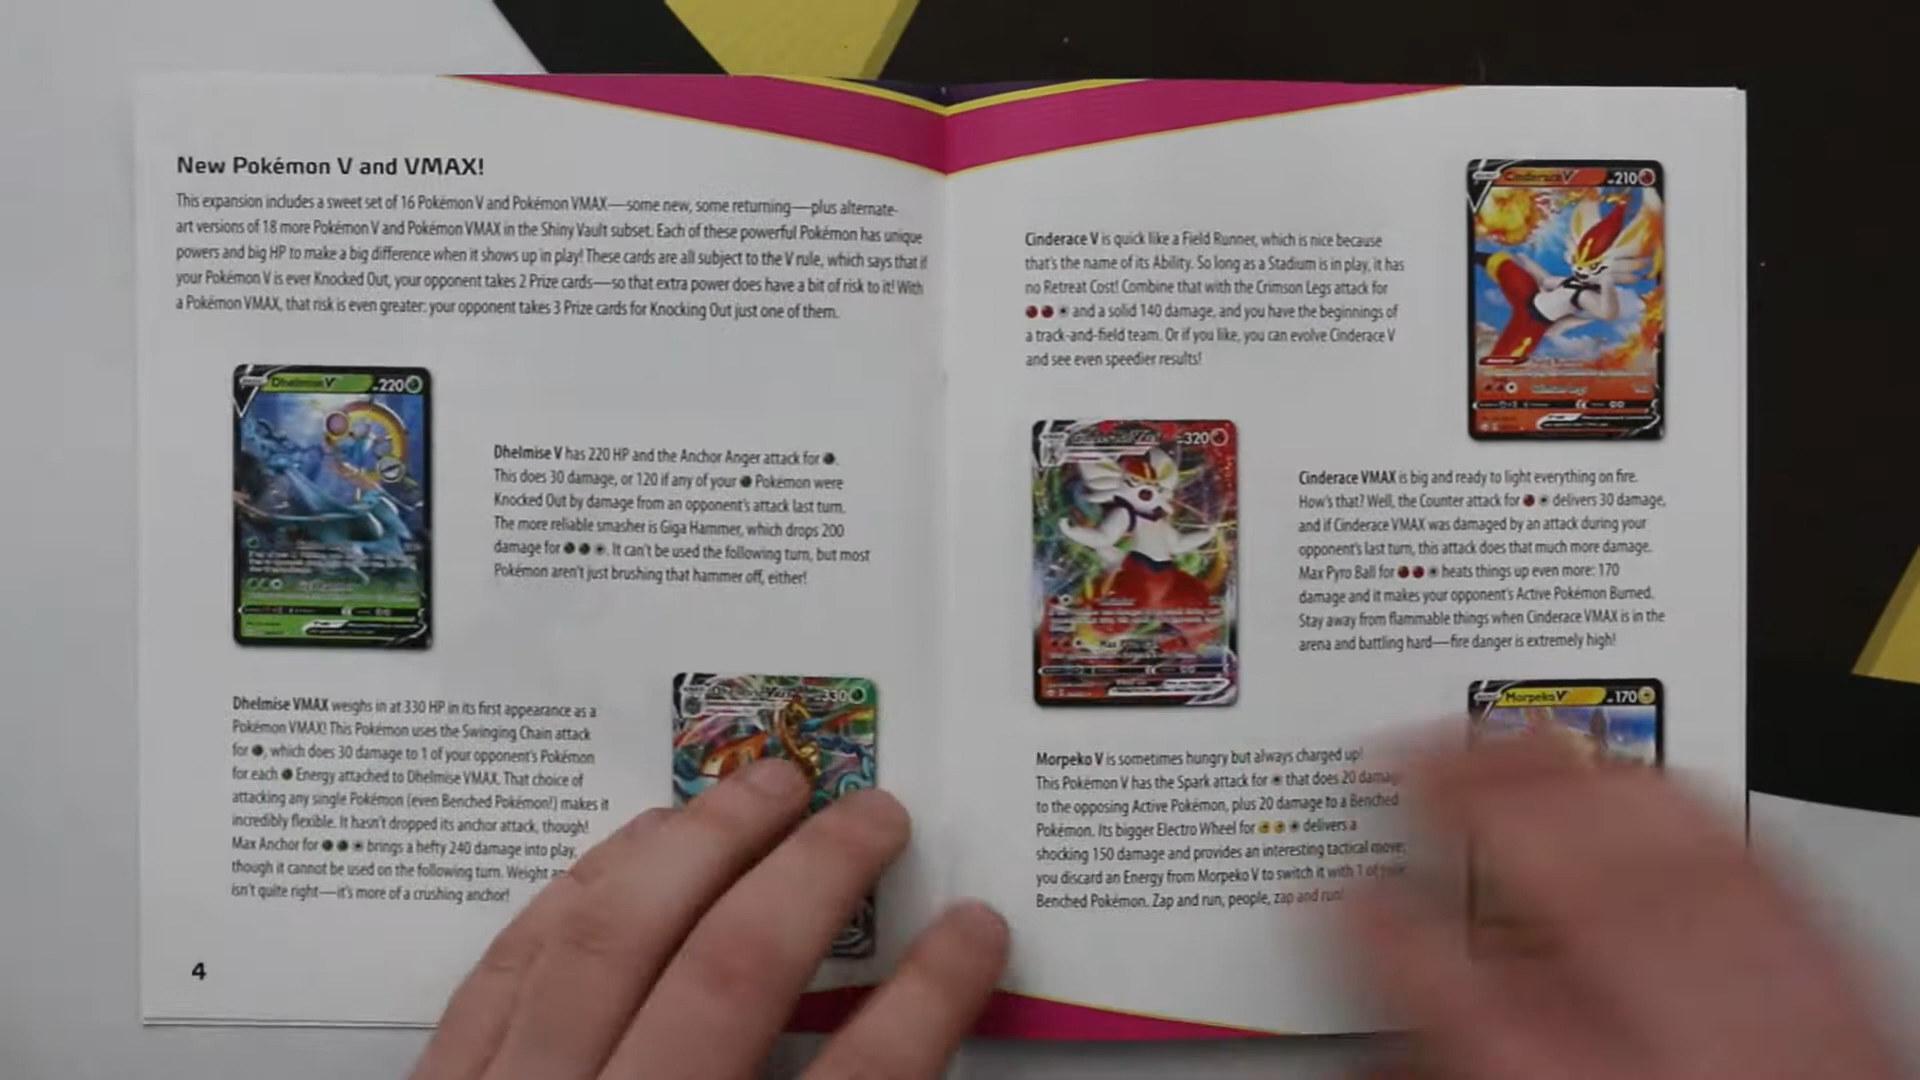 New Pokémon V and VMAX!
This expansion includes a sweet set of 16 Pokémon V and Pokémon VMAX—some new, some returning—plus alternate-
art versions of 18 more Pokémon V and Pokémon VMAX in the Shiny Vault subset. Each of these powerful Pokémon has unique
powers and big HP to make a big difference when it shows up in play! These cards are all subject to the V rule, which says that if
your Pokémon V is ever Knocked Out, your opponent takes 2 Prize cards—so that extra power does have a bit of risk to it! With
a Pokémon VMAX, that risk is even greater: your opponent takes 3 Prize cards for Knocking Out just one of them.
Dhelmise V
220
Dhelmise V has 220 HP and the Anchor Anger attack for
This does 30 damage, or 120 if any of your Pokémon were
Knocked Out by damage from an opponent's attack last turn.
The more reliable smasher is Giga Hammer, which drops 200
damage for . It can't be used the following turn, but most
Pokémon aren't just brushing that hammer off, either!
Dhelmise VMAX weighs in at 330 HP in its first appearance as a
Pokémon VMAX! This Pokémon uses the Swinging Chain attack
for , which does 30 damage to 1 of your opponent's Pokémon
for each Energy attached to Dhelmise VMAX. That choice of
attacking any single Pokémon (even Benched Pokémon!) makes it
incredibly flexible. It hasn't dropped its anchor attack, though!
Max Anchor for brings a hefty 240 damage into play,
though it cannot be used on the following turn. Weight
isn't quite right—it's more of a crushing anchor!
330
4
Cinderace V is quick like a Field Runner, which is nice because
that's the name of its Ability. So long as a Stadium is in play, it has
no Retreat Cost! Combine that with the Crimson Legs attack for
and a solid 140 damage, and you have the beginnings of
a track-and-field team. Or if you like, you can evolve Cinderace V
and see even speedier results!
Cinderace V
210
320
Cinderace VMAX is big and ready to light everything on fire.
How's that? Well, the Counter attack for delivers 30 damage,
and if Cinderace VMAX was damaged by an attack during your
opponent's last turn, this attack does that much more damage.
Max Pyro Ball for heats things up even more: 170
damage and it makes your opponent's Active Pokémon Burned.
Stay away from flammable things when Cinderace VMAX is in the
arena and battling hard—fire danger is extremely high!
Morpeko V is sometimes hungry but always charged up!
This Pokémon V has the Spark attack for that does 20 damage
to the opposing Active Pokémon, plus 20 damage to a Benched
Pokémon. Its bigger Electro Wheel for delivers a
shocking 150 damage and provides an interesting tactical move:
you discard an Energy from Morpeko V to switch it with 1 of your
Benched Pokémon. Zap and run, people, zap and run!
Morpeko V
170